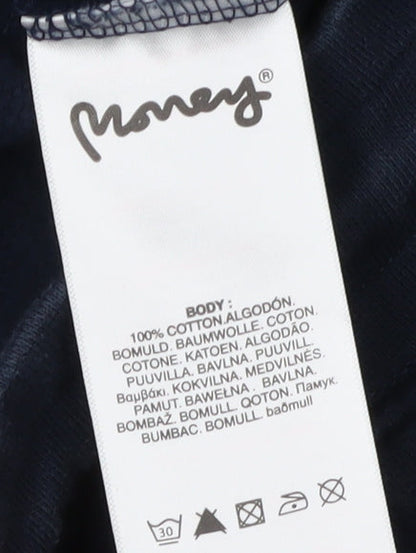 Money®
BODY :
100% COTTON.ALGODÓN.
BOMULD. BAUMWOLLE. COTON.
COTONE. KATOEN. ALGODÃO.
PUUVILLA. BAVLNA. PUUVILL.
Βαμβάκι. KOKVILNA. MEDVILNĖS.
PAMUT. BAWEŁNA . BAVLNA.
BOMBAŽ. BOMULL. QOTON. Памук.
BUMBAC. BOMULL. baðmull
30